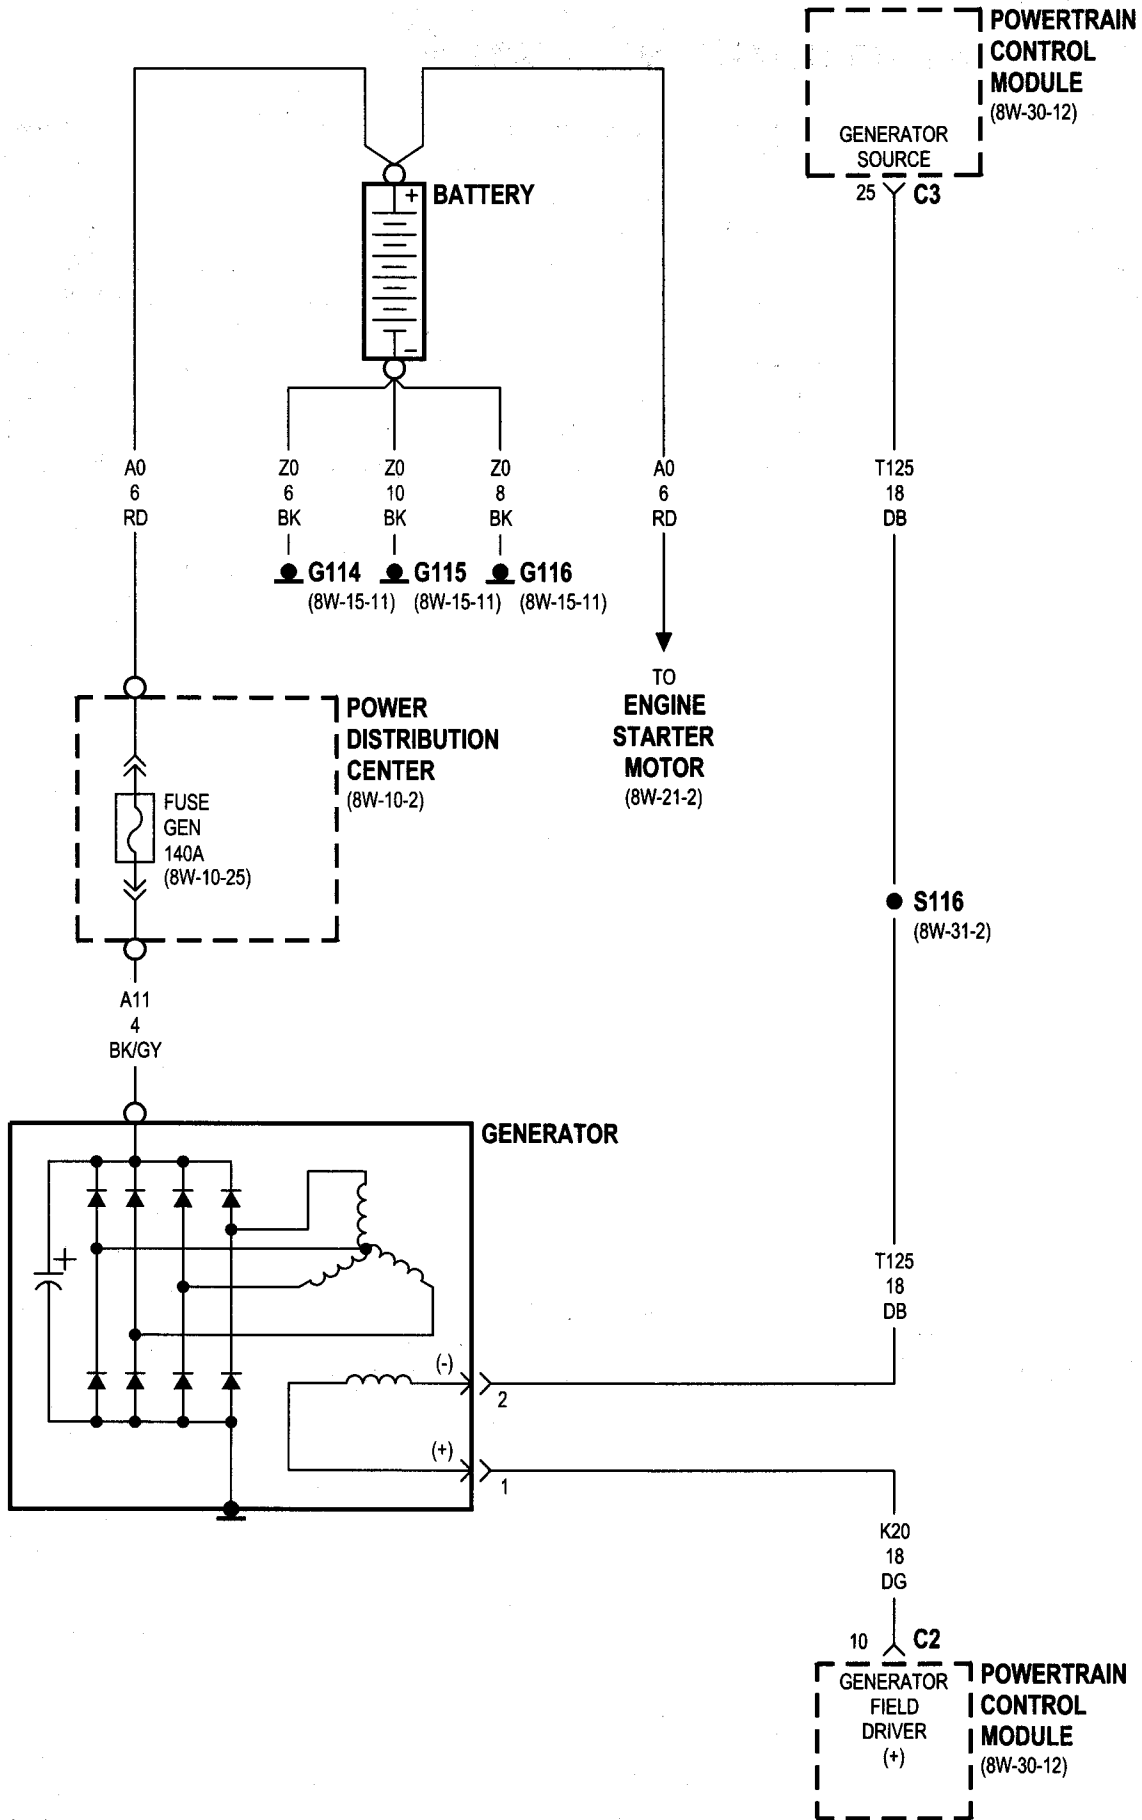 POWERTRAIN
CONTROL
MODULE
(8W-30-12)
GENERATOR
SOURCE
25
C3
+
BATTERY
–
A0
6
RD
Z0
6
BK
Z0
10
BK
Z0
8
BK
A0
6
RD
T125
18
DB
G114
(8W-15-11)
G115
(8W-15-11)
G116
(8W-15-11)
TO
ENGINE
STARTER
MOTOR
(8W-21-2)
POWER
DISTRIBUTION
CENTER
(8W-10-2)
FUSE
GEN
140A
(8W-10-25)
S116
(8W-31-2)
A11
4
BK/GY
GENERATOR
+
T125
18
DB
(-)
2
(+)
1
K20
18
DG
10
C2
GENERATOR
FIELD
DRIVER
(+)
POWERTRAIN
CONTROL
MODULE
(8W-30-12)